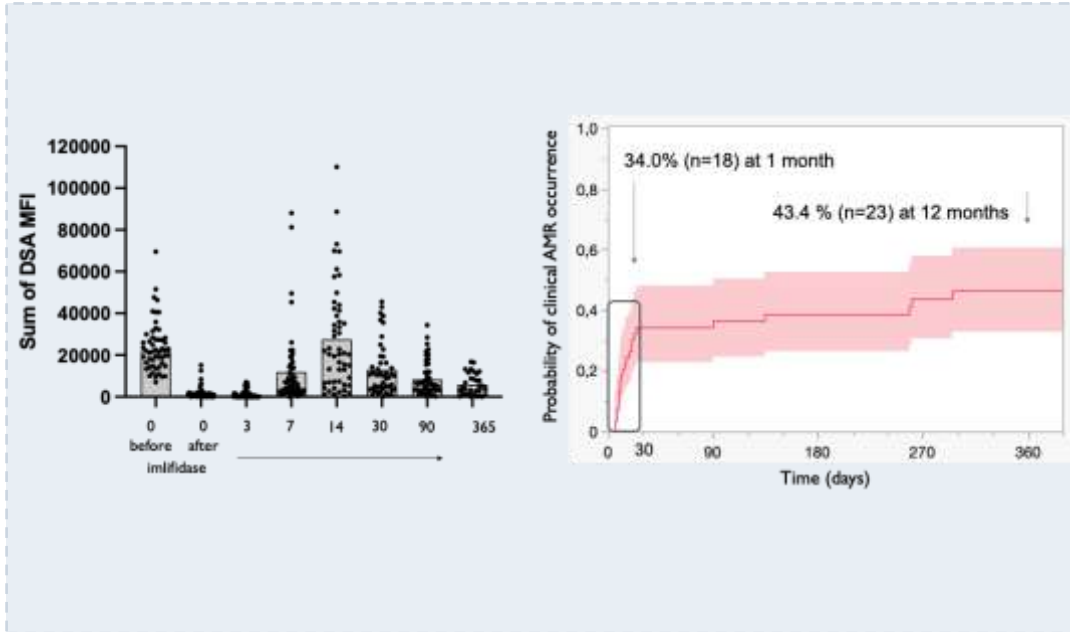 120000
100000
80000
60000
40000
20000
0
Sum of DSA MFI
0 0 3 7 14 30 90 365
before after
imlifidase
Probability of clinical AMR occurrence
1,0
0,8
0,6
0,4
0,2
0
34.0% (n=18) at 1 month
43.4 % (n=23) at 12 months
0 30 90 180 270 360
Time (days)